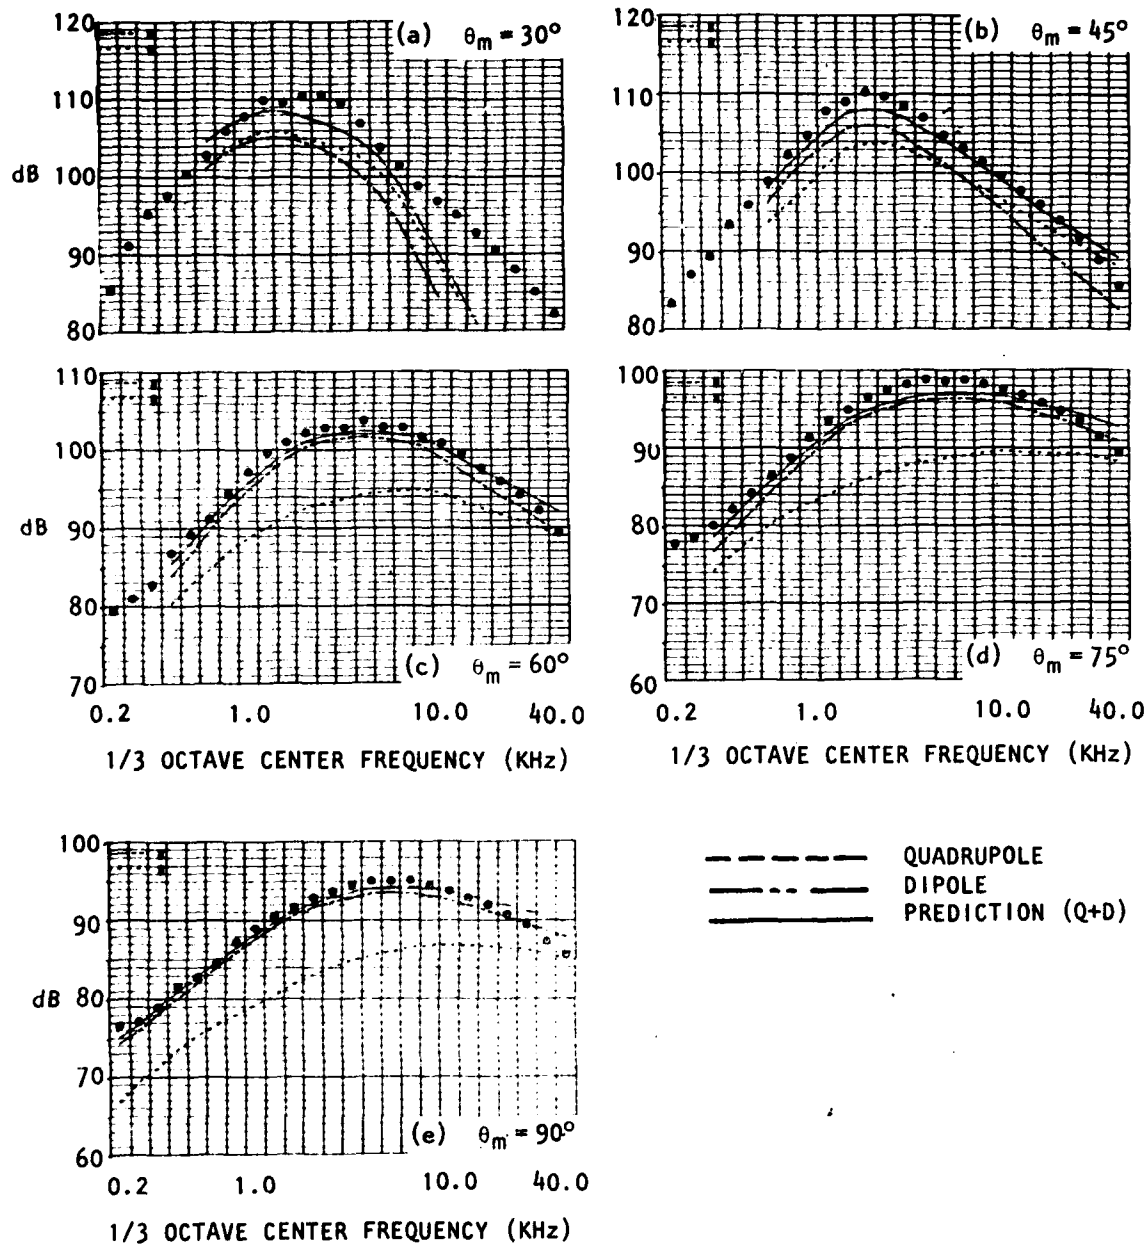 120
110
100
90
80
dB
(a) θm = 30°
120
110
100
90
80
(b) θm = 45°
110
100
90
80
70
dB
(c) θm = 60°
0.2 1.0 10.0 40.0
1/3 OCTAVE CENTER FREQUENCY (KHz)
100
90
80
70
60
(d) θm = 75°
0.2 1.0 10.0 40.0
1/3 OCTAVE CENTER FREQUENCY (KHz)
100
90
80
70
60
dB
(e) θm = 90°
0.2 1.0 10.0 40.0
1/3 OCTAVE CENTER FREQUENCY (KHz)
QUADRUPOLE
DIPOLE
PREDICTION (Q+D)